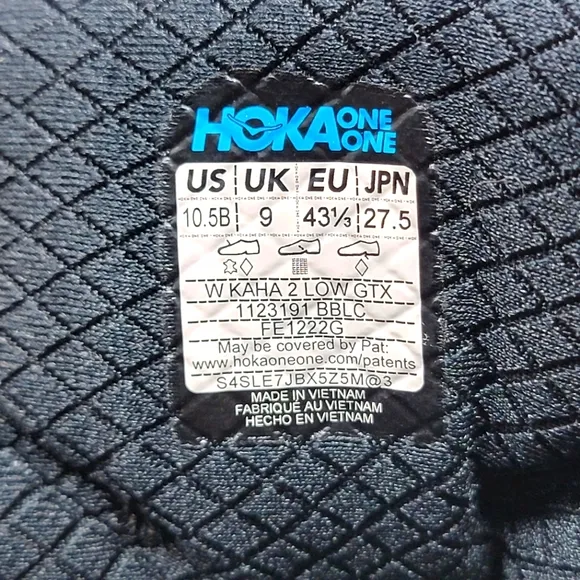 HOKA ONE ONE
US UK EU JPN
10.5B 9 43⅓ 27.5
W KAHA 2 LOW GTX
1123191 BBLC
FE1222G
May be covered by Pat:
www.hokaoneone.com/patents
S4SLE7JBX5Z5M@3
MADE IN VIETNAM
FABRIQUÉ AU VIETNAM
HECHO EN VIETNAM